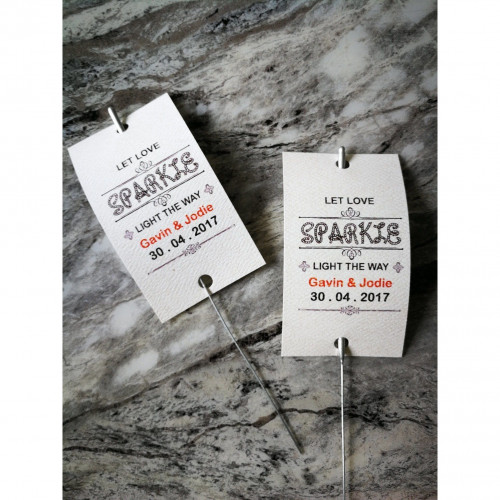 LET LOVE
SPARKLE
LIGHT THE WAY
Gavin & Jodie
30 . 04 . 2017
LET LOVE
SPARKLE
LIGHT THE WAY
Gavin & Jodie
30 . 04 . 2017